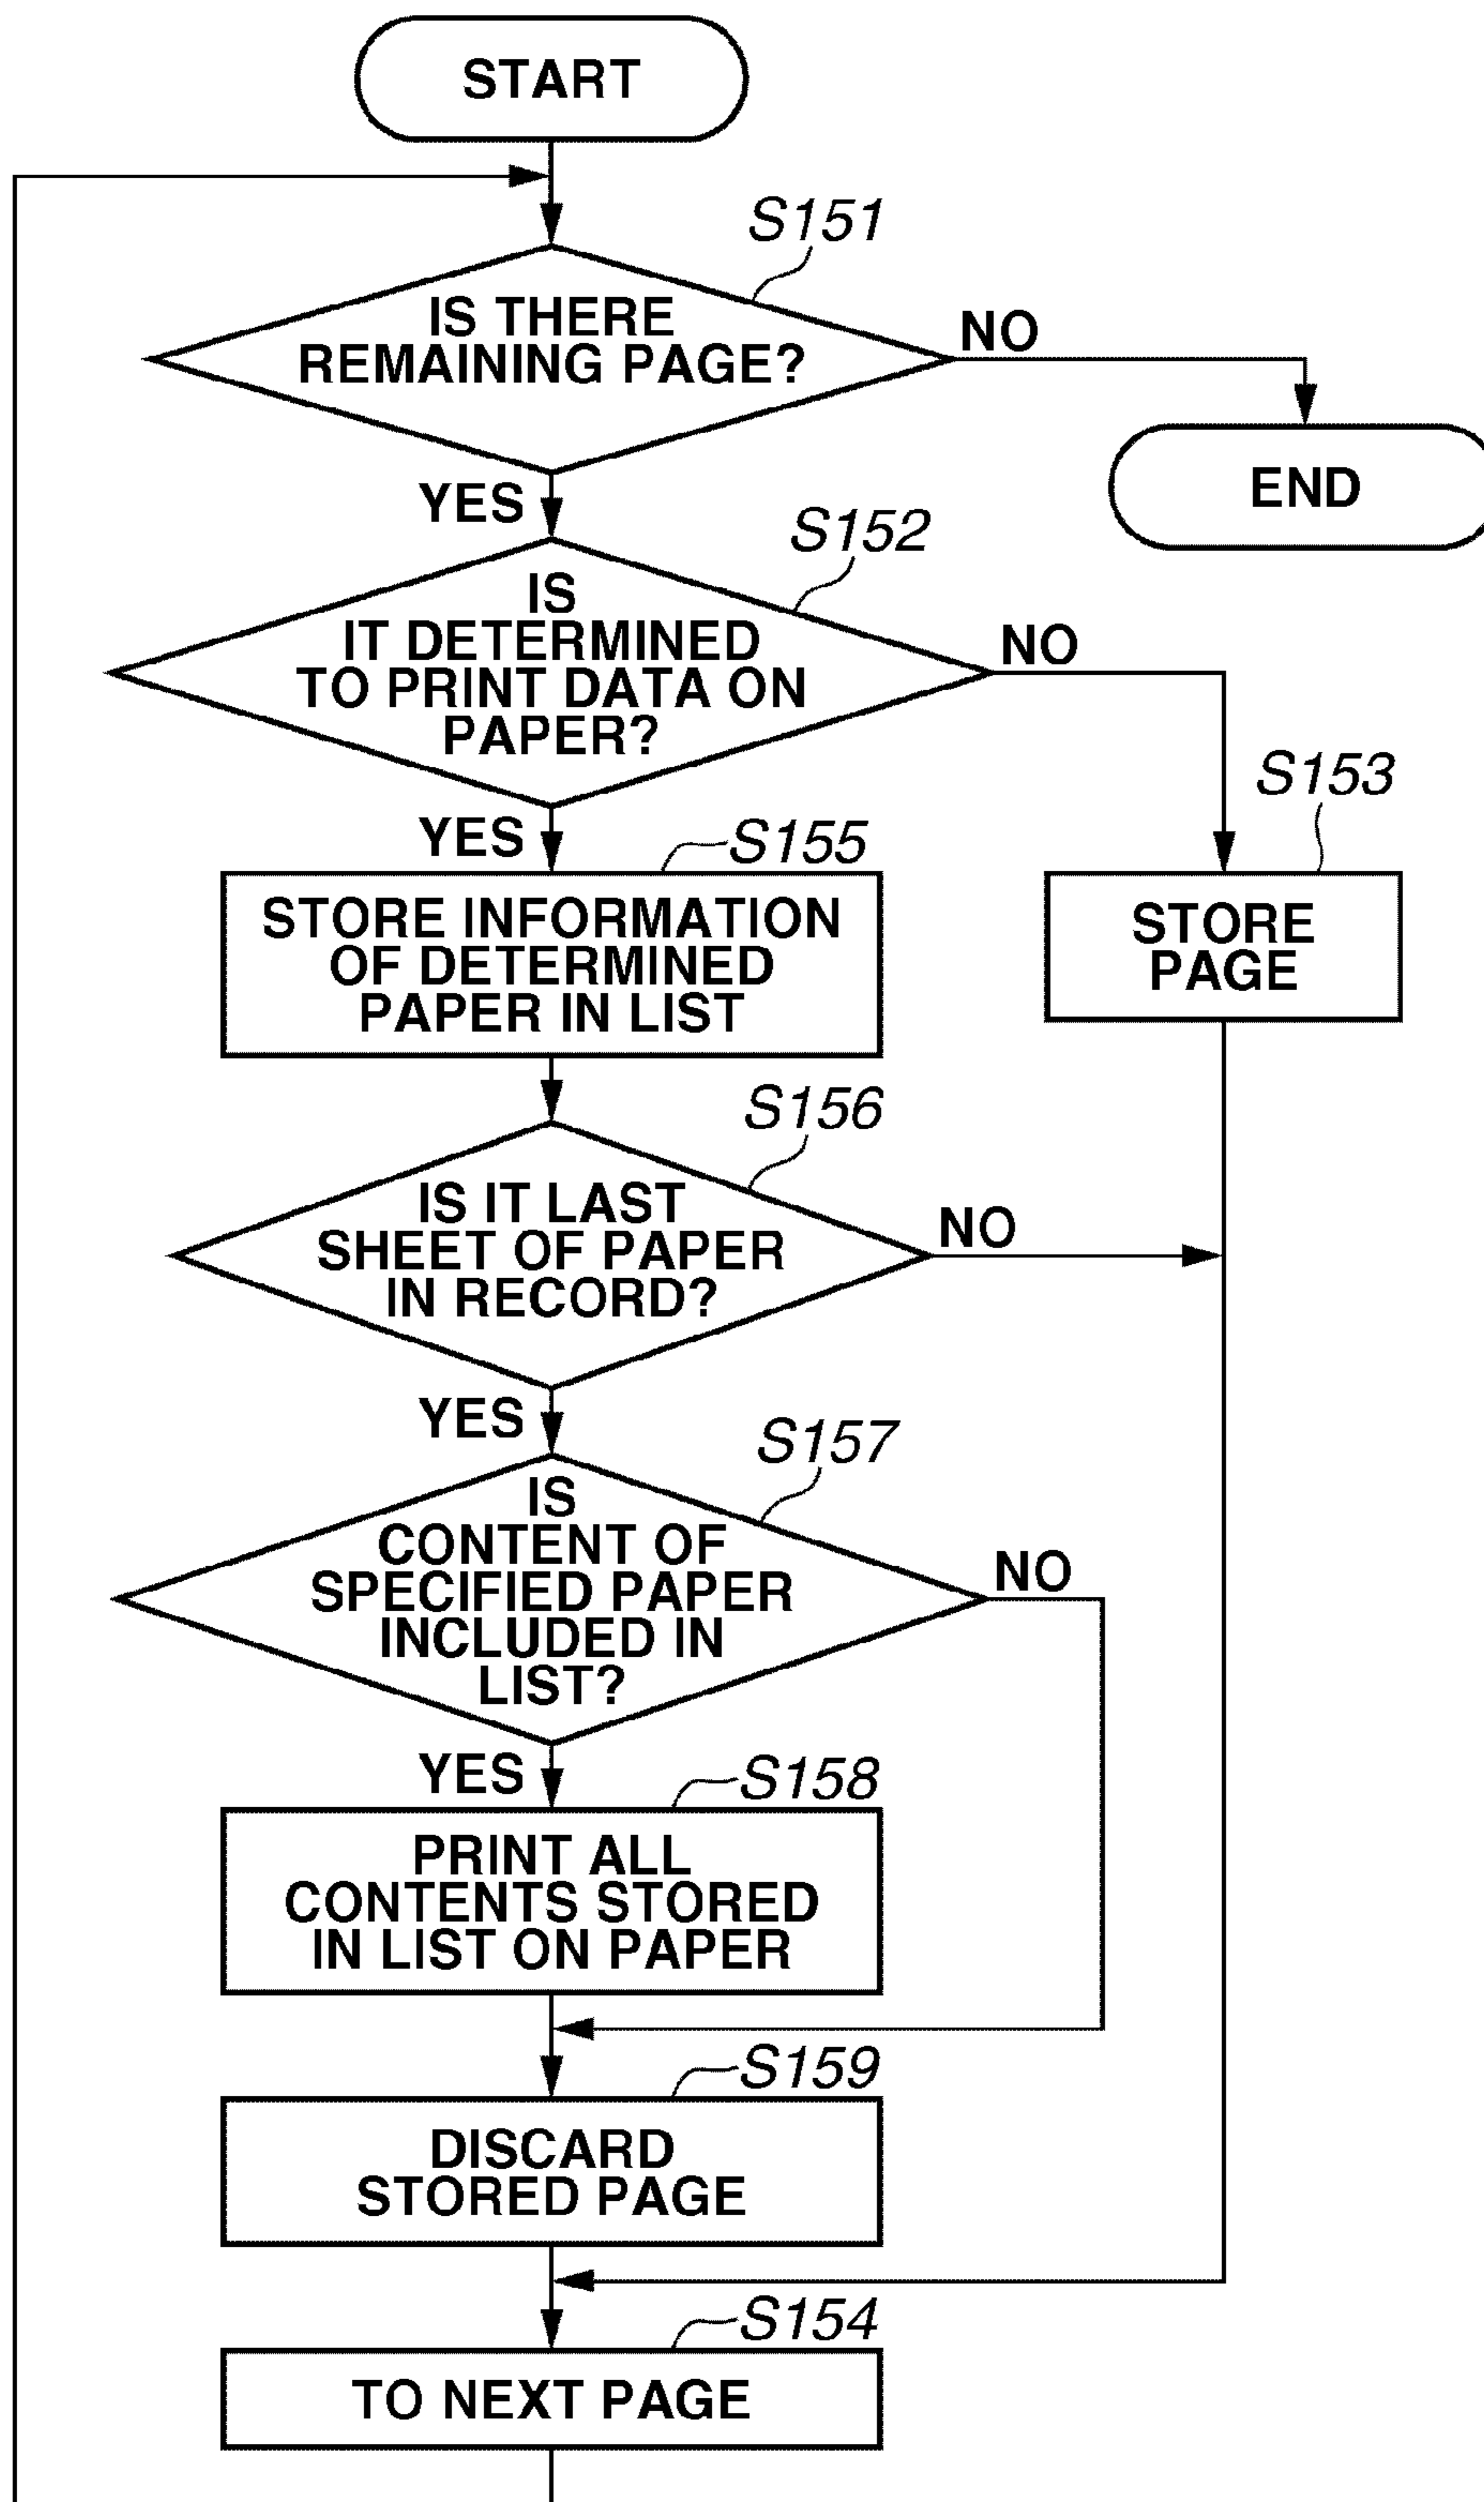 START
S151
IS THERE
REMAINING PAGE?
NO
END
YES
S152
IS
IT DETERMINED
TO PRINT DATA ON
PAPER?
NO
S153
STORE
PAGE
YES
S155
STORE INFORMATION
OF DETERMINED
PAPER IN LIST
S156
IS IT LAST
SHEET OF PAPER
IN RECORD?
NO
YES
S157
IS
CONTENT OF
SPECIFIED PAPER
INCLUDED IN
LIST?
NO
YES
S158
PRINT ALL
CONTENTS STORED
IN LIST ON PAPER
S159
DISCARD
STORED PAGE
S154
TO NEXT PAGE